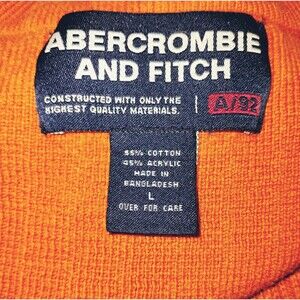 ABERCROMBIE
AND FITCH
CONSTRUCTED WITH ONLY THE
HIGHEST QUALITY MATERIALS.
A/92
55% COTTON
45% ACRYLIC
MADE IN
BANGLADESH
L
OVER FOR CARE